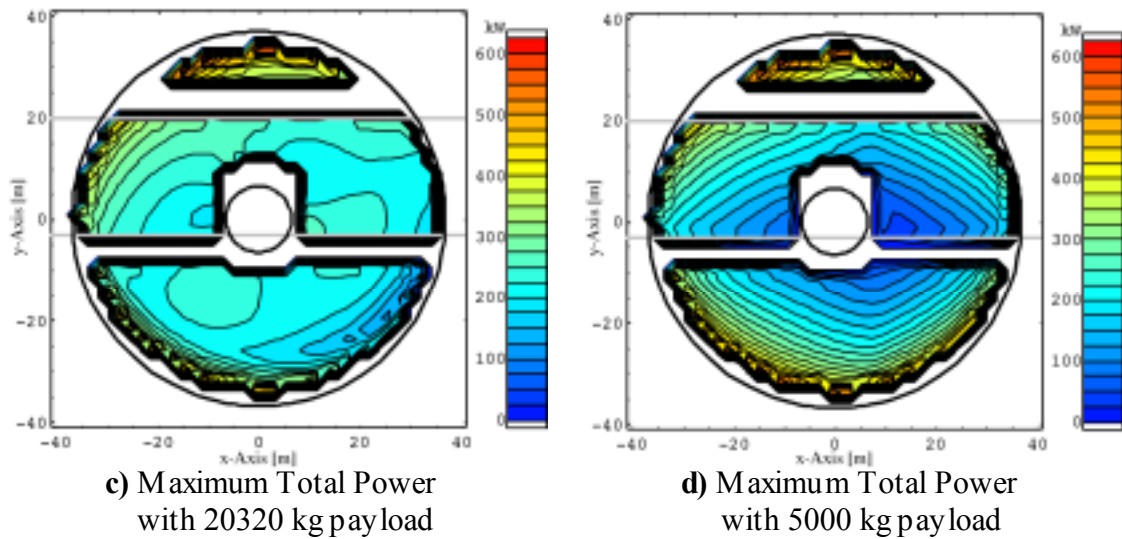 kW
600
500
400
300
200
100
0
40
20
0
-20
-40
y-Axis [m]
-40 -20 0 20 40
x-Axis [m]
c) Maximum Total Power
with 20320 kg payload
kW
600
500
400
300
200
100
0
40
20
0
-20
-40
y-Axis [m]
-40 -20 0 20 40
x-Axis [m]
d) Maximum Total Power
with 5000 kg payload